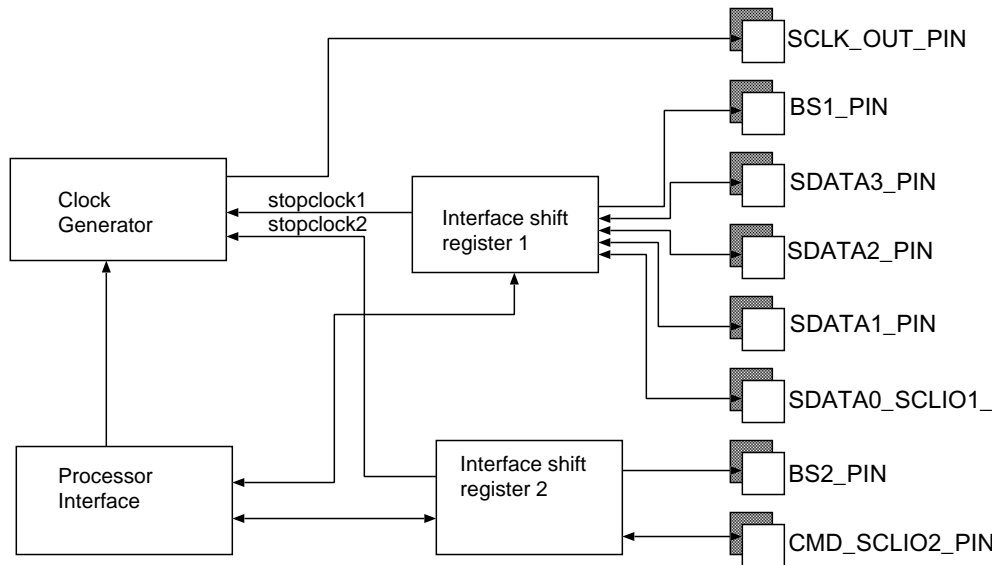 SCLK_OUT_PIN
BS1_PIN
SDATA3_PIN
SDATA2_PIN
SDATA1_PIN
SDATA0_SCLIO1_
BS2_PIN
CMD_SCLIO2_PIN
Clock
Generator
stopclock1
stopclock2
Interface shift
register 1
Processor
Interface
Interface shift
register 2